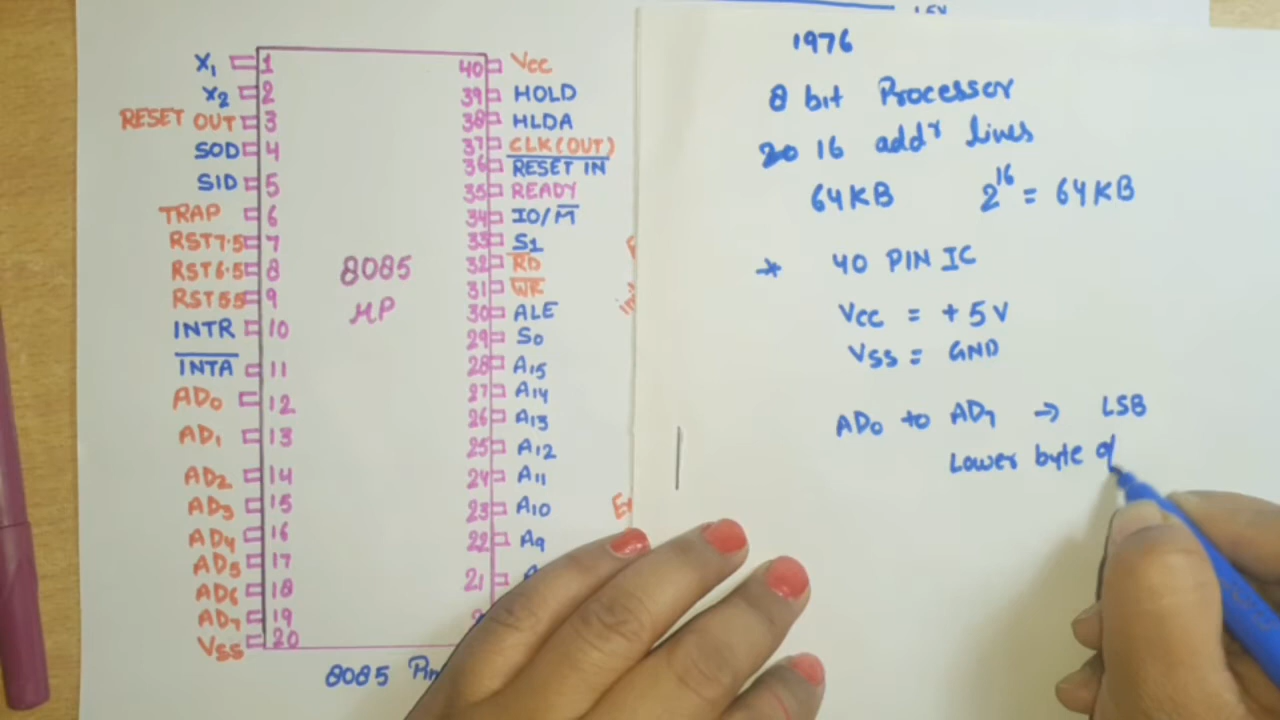 X1 1
X2 2
RESET OUT 3
SOD 4
SID 5
TRAP 6
RST7.5 7
RST6.5 8
RST5.5 9
INTR 10
INTA 11
AD0 12
AD1 13
AD2 14
AD3 15
AD4 16
AD5 17
AD6 18
AD7 19
VSS 20
8085
μP
40 Vcc
39 HOLD
38 HLDA
37 CLK(OUT)
36 RESET IN
35 READY
34 IO/M̅
33 S1
32 RD
31 WR
30 ALE
29 S0
28 A15
27 A14
26 A13
25 A12
24 A11
23 A10
22 A9
21
8085
1976
8 bit Processor
16 addr lines
64KB 2^16 = 64KB
* 40 PIN IC
Vcc = +5V
VSS = GND
AD0 to AD7 → LSB
Lower byte of